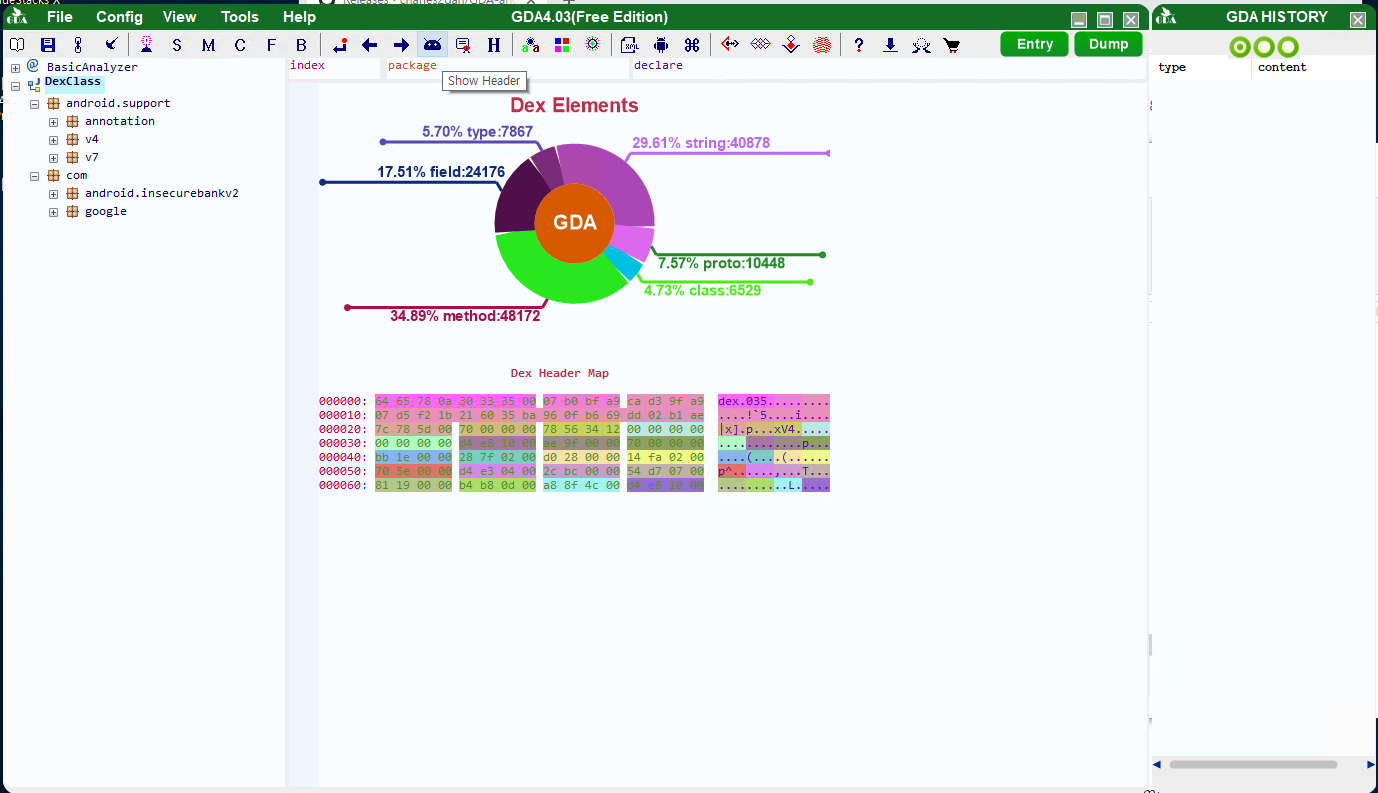 File Config View Tools Help GDA4.03(Free Edition)
GDA HISTORY
S M C F B H XML ? Entry Dump
BasicAnalyzer
DexClass
android.support
annotation
v4
v7
com
android.insecurebankv2
google
index package declare
Show Header
type content
Dex Elements
5.70% type:7867
29.61% string:40878
17.51% field:24176
GDA
7.57% proto:10448
4.73% class:6529
34.89% method:48172
Dex Header Map
000000: 64 65 78 0a 30 33 35 00 07 b0 bf a9 ca d3 9f a9 dex.035.........
000010: 07 d5 f2 1b 21 60 35 ba 96 0f b6 69 dd 02 b1 ae ....!`5....i....
000020: 7c 78 5d 00 70 00 00 00 78 56 34 12 00 00 00 00 |x].p...xV4.....
000030: 00 00 00 00 d4 e8 10 00 ae 9f 00 00 70 00 00 00 ............p...
000040: bb 1e 00 00 28 7f 02 00 d0 28 00 00 14 fa 02 00 ....(....(......
000050: 70 5e 00 00 d4 e3 04 00 2c bc 00 00 54 d7 07 00 p^......,...T...
000060: 81 19 00 00 b4 b8 0d 00 a8 8f 4c 00 d4 e8 10 00 ..........L.....